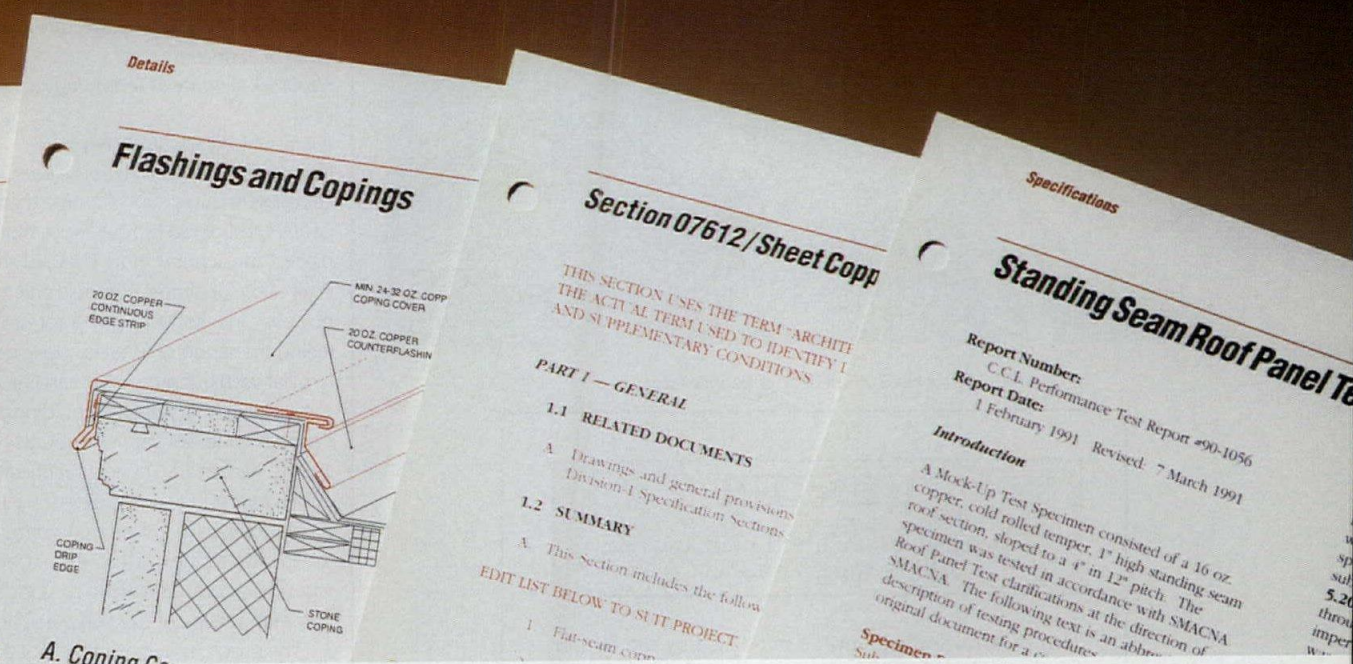 Details
Flashings and Copings
20 OZ. COPPER
CONTINUOUS
EDGE STRIP
MIN. 24-32 OZ. COPP
COPING COVER
20 OZ. COPPER
COUNTERFLASHIN
COPING
DRIP
EDGE
STONE
COPING
A. Coping Co
Section 07612/Sheet Copp
THIS SECTION USES THE TERM "ARCHITE
THE ACTUAL TERM USED TO IDENTIFY
AND SUPPLEMENTARY CONDITIONS
PART 1 — GENERAL
1.1 RELATED DOCUMENTS
A Drawings and general provisions
Division-1 Specification Sections
1.2 SUMMARY
A. This Section includes the follow
EDIT LIST BELOW TO SUIT PROJECT
1 Flat-seam copp
Specifications
Standing Seam Roof Panel Te
Report Number:
C.C.I. Performance Test Report #90-1056
Report Date:
1 February 1991 Revised: 7 March 1991
Introduction
A Mock-Up Test Specimen consisted of a 16 oz.
copper, cold rolled temper, 1" high standing seam
roof section, sloped to a 4" in 12" pitch. The
specimen was tested in accordance with SMACNA
Roof Panel Test clarifications at the direction of
SMACNA. The following text is an abbre
description of testing procedures
original document for a c
Specimen
Sub
w
sp
sub
5.20
throu
imper